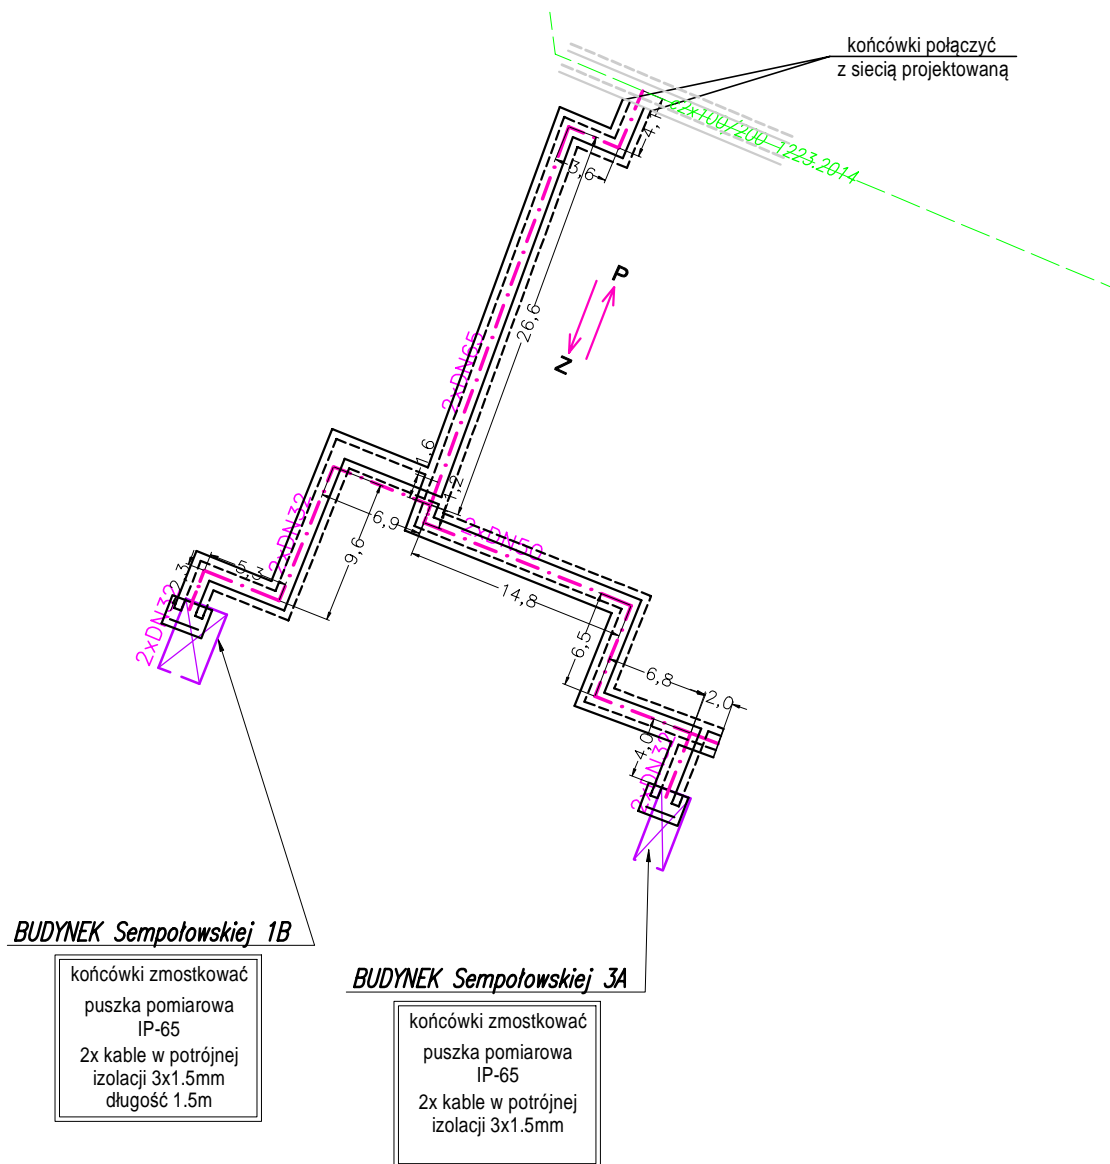 końcówki połączyć
z siecią projektowaną
c2x100/200 1223.2014
4,1
3,6
P
Z
26,6
2xDN65
1,6
1,2
2xDN50
2xDN32
6,9
9,6
5,3
2,3
2xDN32
14,8
6,5
6,8
2,0
4,0
2xDN32
BUDYNEK Sempołowskiej 1B
końcówki zmostkować
puszka pomiarowa
IP-65
2x kable w potrójnej
izolacji 3x1.5mm
długość 1.5m
BUDYNEK Sempołowskiej 3A
końcówki zmostkować
puszka pomiarowa
IP-65
2x kable w potrójnej
izolacji 3x1.5mm